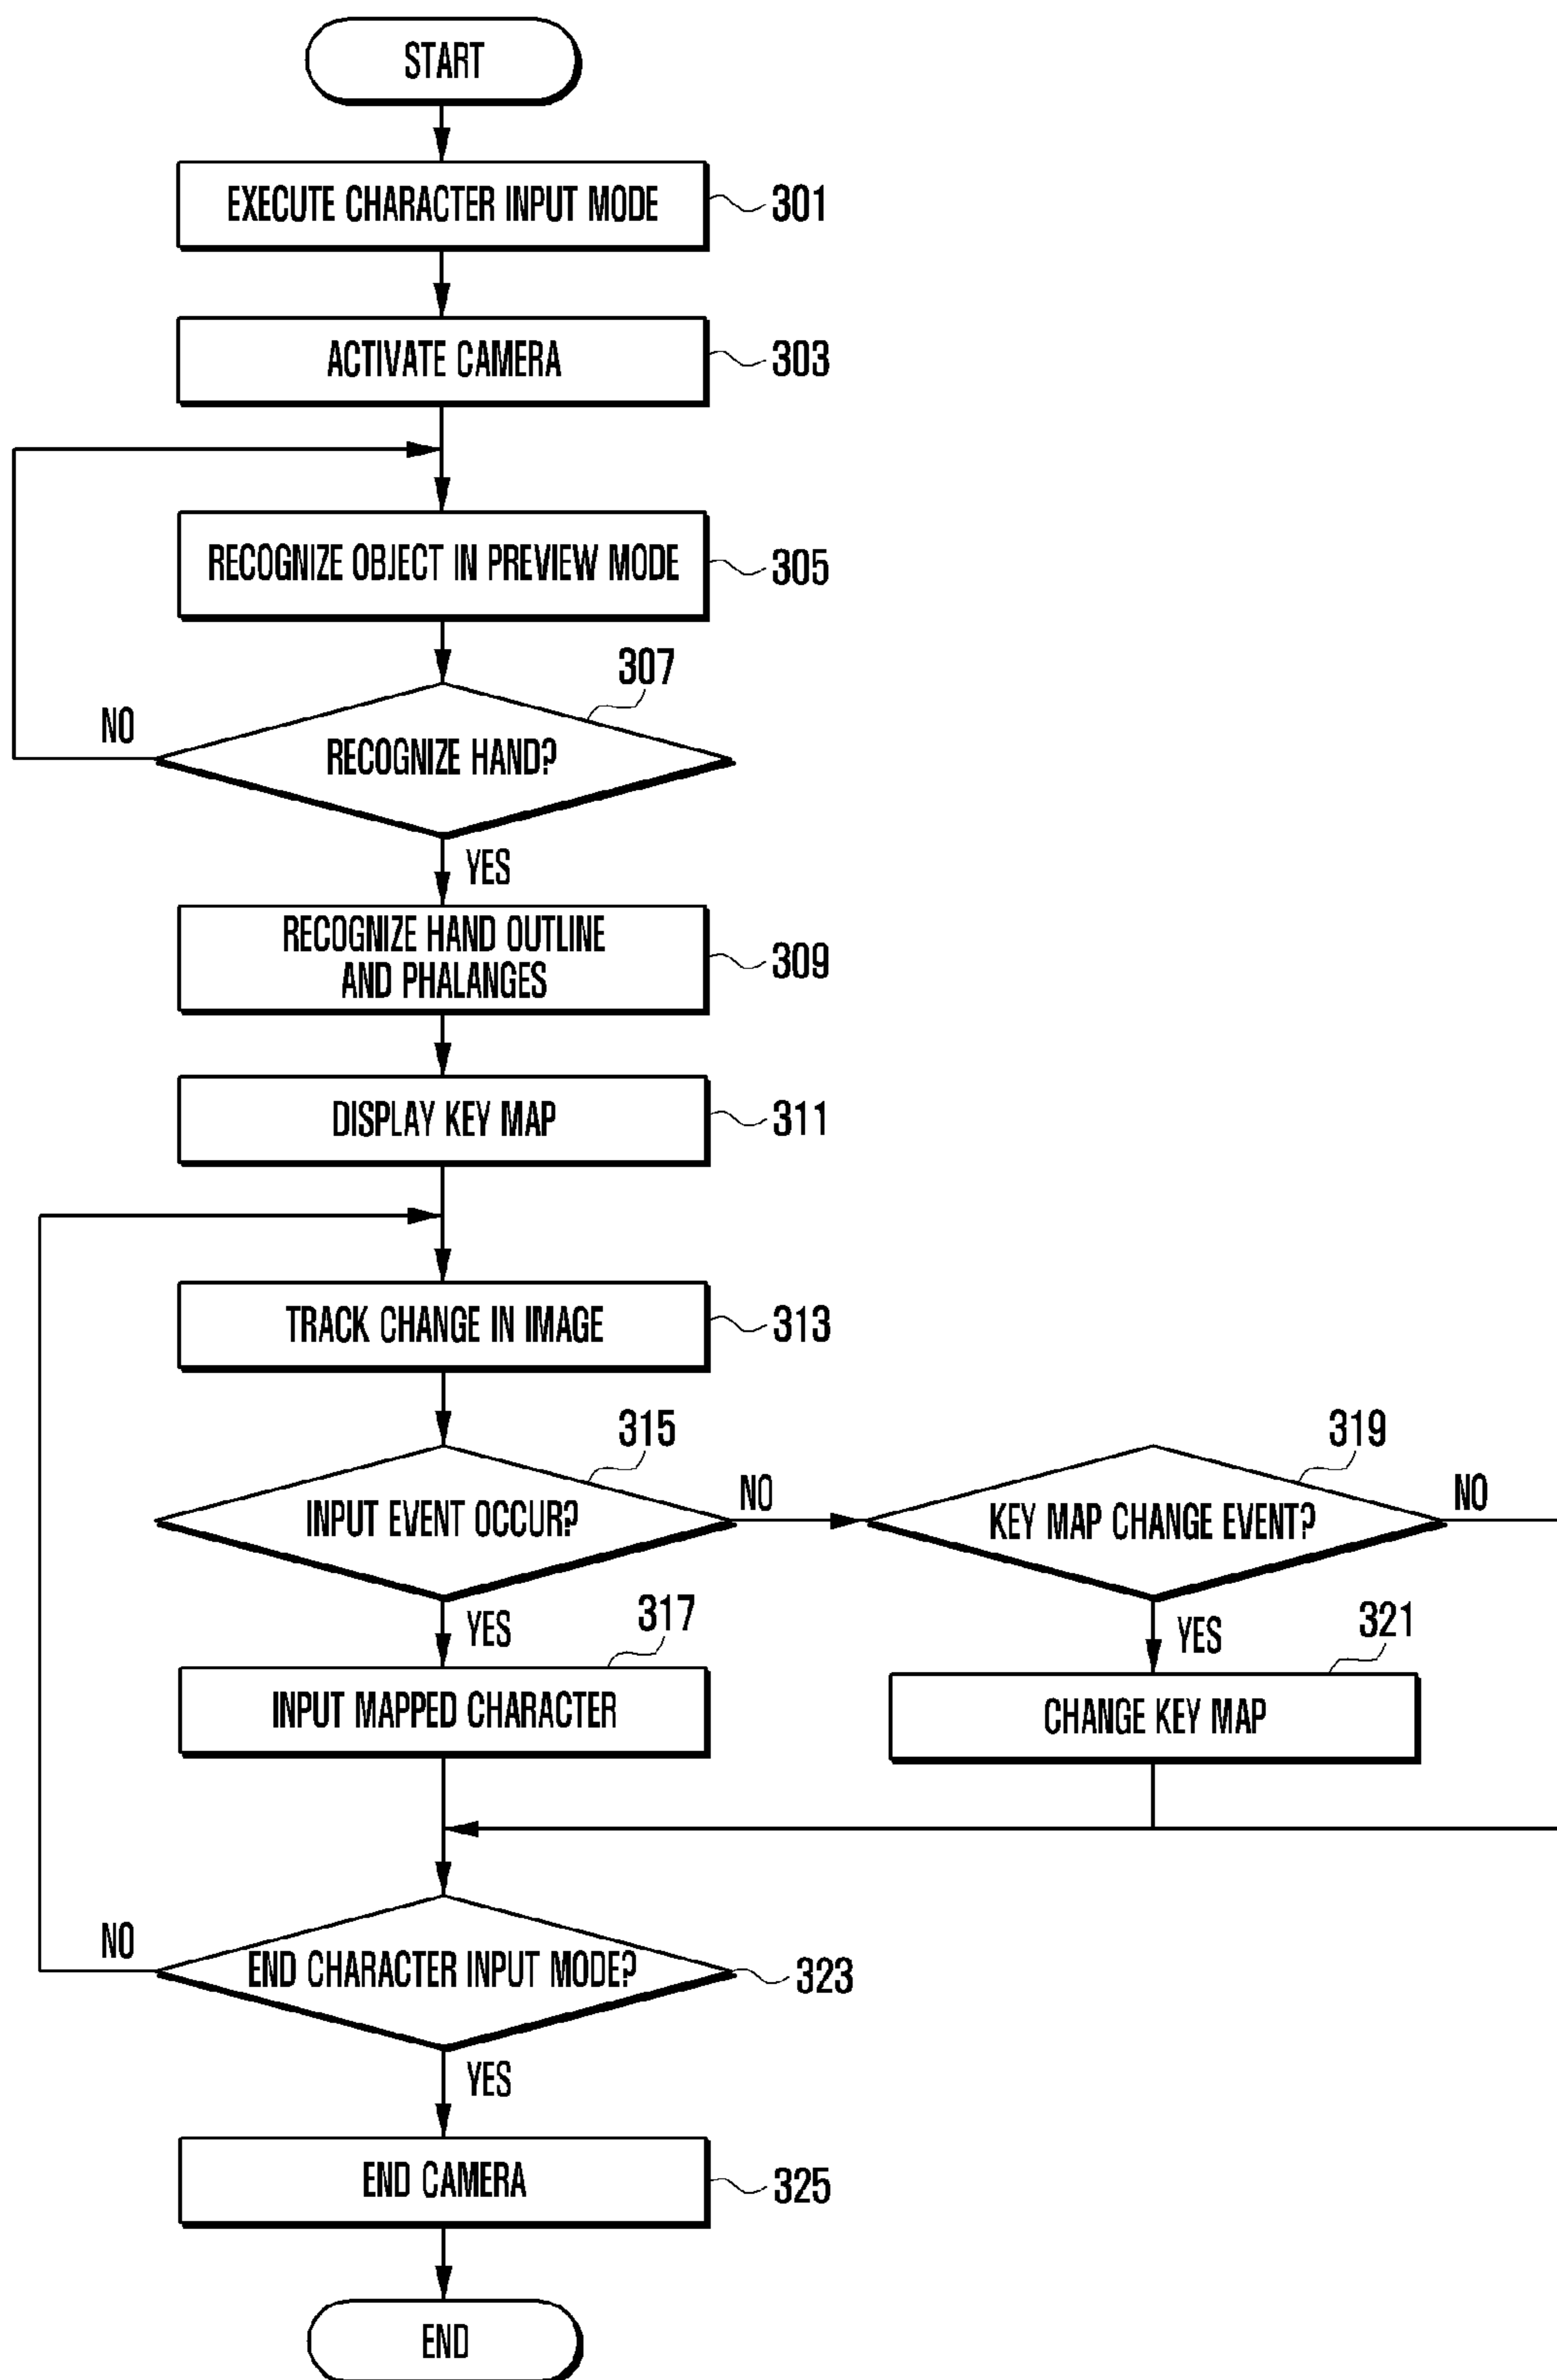 START
EXECUTE CHARACTER INPUT MODE
301
ACTIVATE CAMERA
303
RECOGNIZE OBJECT IN PREVIEW MODE
305
307
NO
RECOGNIZE HAND?
YES
RECOGNIZE HAND OUTLINE
AND PHALANGES
309
DISPLAY KEY MAP
311
TRACK CHANGE IN IMAGE
313
315
INPUT EVENT OCCUR?
NO
319
KEY MAP CHANGE EVENT?
NO
YES
317
INPUT MAPPED CHARACTER
YES
321
CHANGE KEY MAP
NO
END CHARACTER INPUT MODE?
323
YES
END CAMERA
325
END